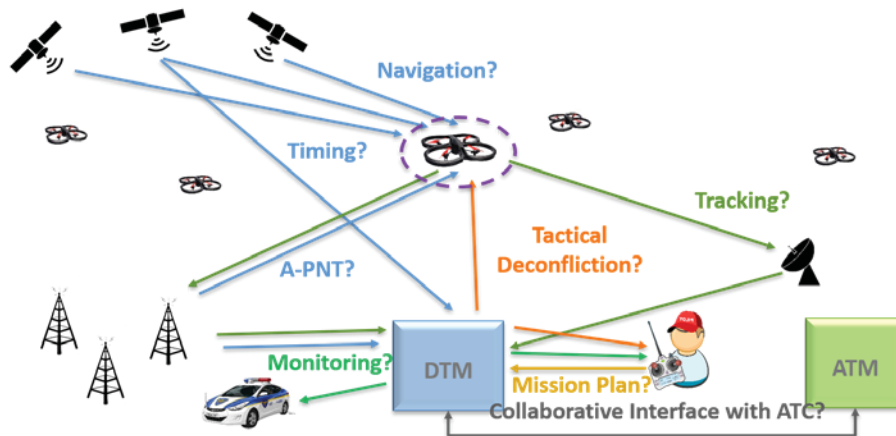 Navigation?
Timing?
Tracking?
Tactical
Deconfliction?
A-PNT?
Monitoring?
DTM
Mission Plan?
ATM
Collaborative Interface with ATC?